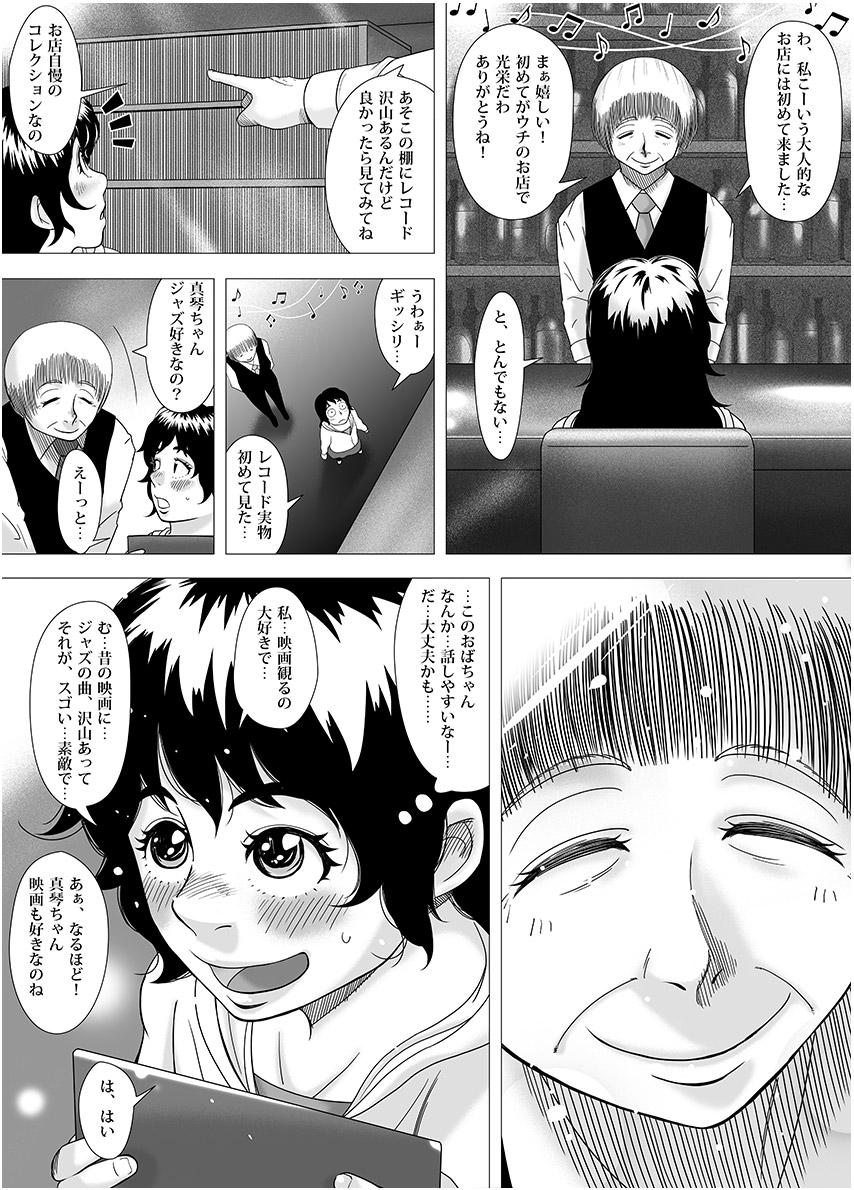 わ、私こーいう大人的な
お店には初めて来ました…
まぁ嬉しい！
初めてがウチのお店で
光栄だわ
ありがとうね！
と、とんでもない…
あそこの棚にレコード
沢山あるんだけど
良かったら見てみてね
お店自慢の
コレクションなの
うわぁー
ギッシリ…
レコード実物
初めて見た…
真琴ちゃん
ジャズ好きなの？
えーっと…
…このおばちゃん
なんか…話しやすいなー…
だ…大丈夫かも……
私…映画観るの
大好きで…
む…昔の映画に…
ジャズの曲、沢山あって
それが、スゴい…素敵で…
あぁ、なるほど！
真琴ちゃん
映画も好きなのね
は、はい